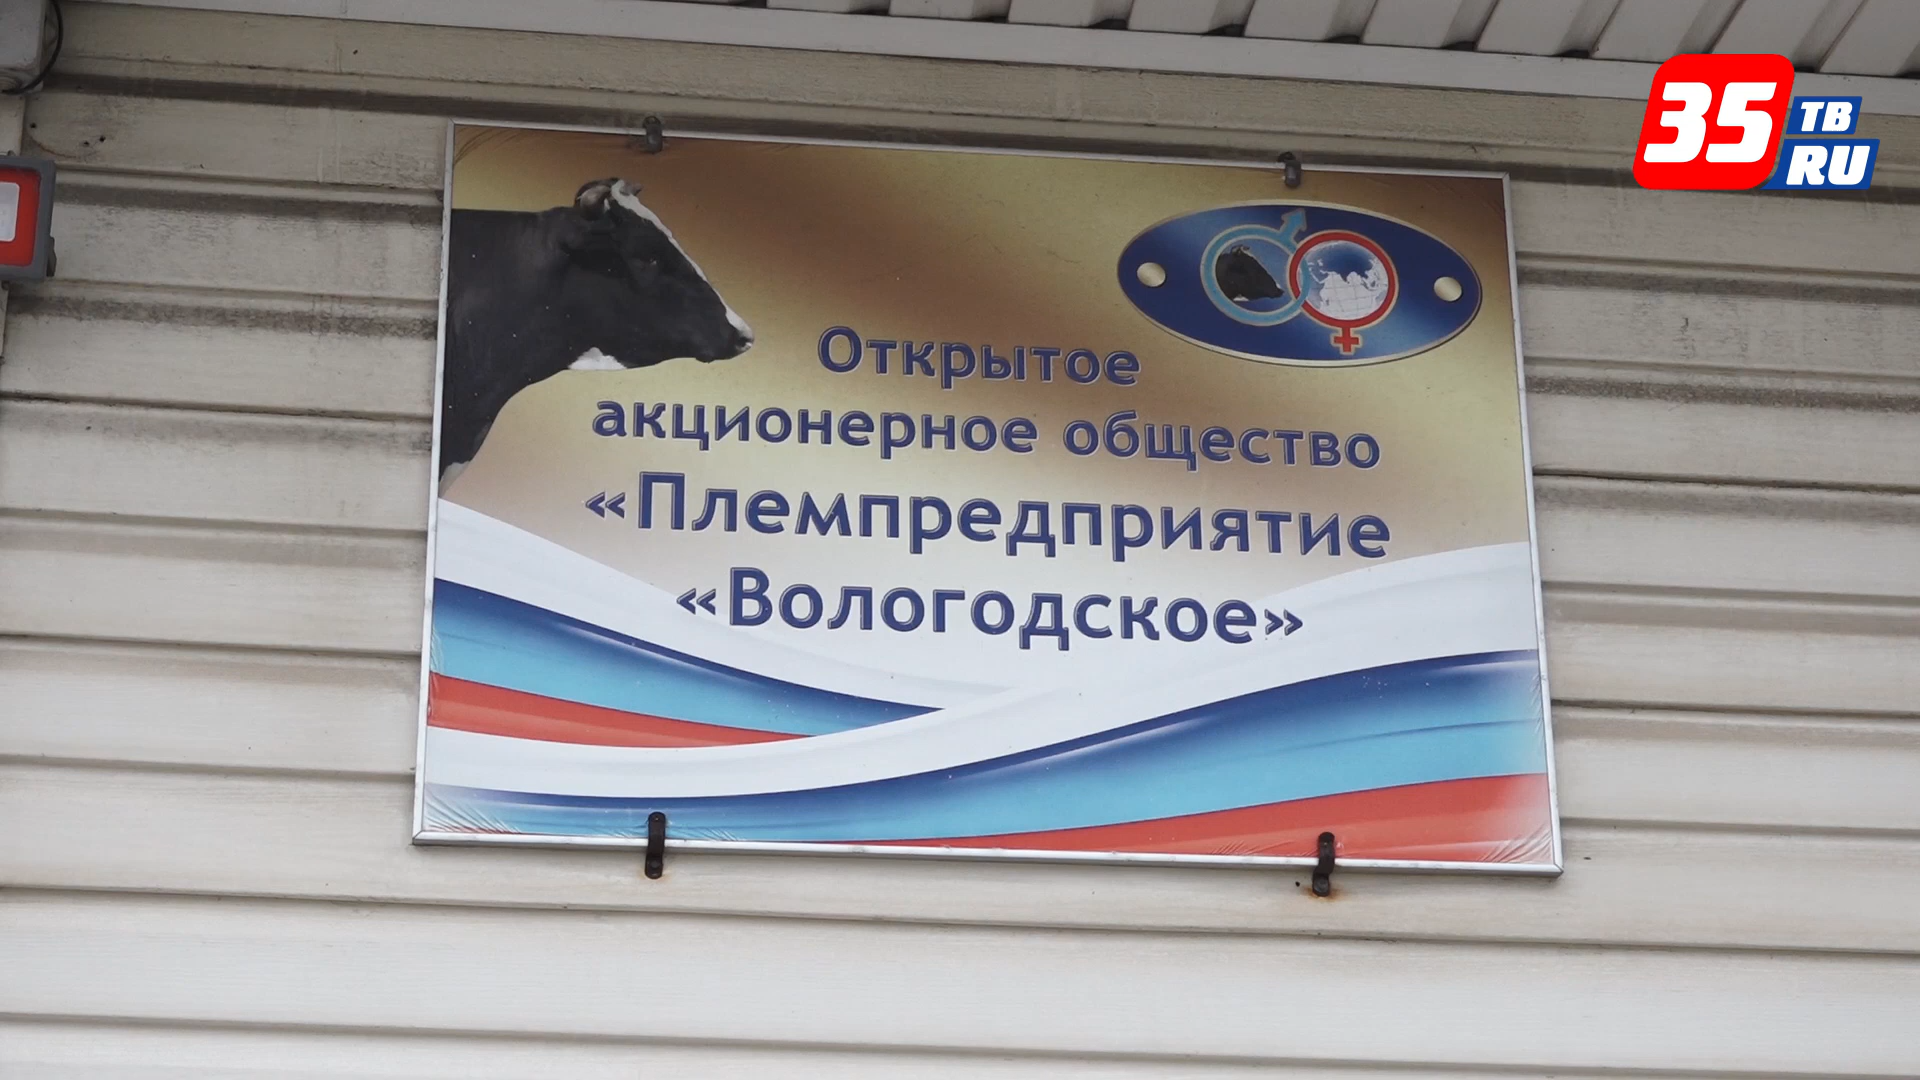 35 ТВ
RU
Открытое
акционерное общество
«Племпредприятие
«Вологодское»